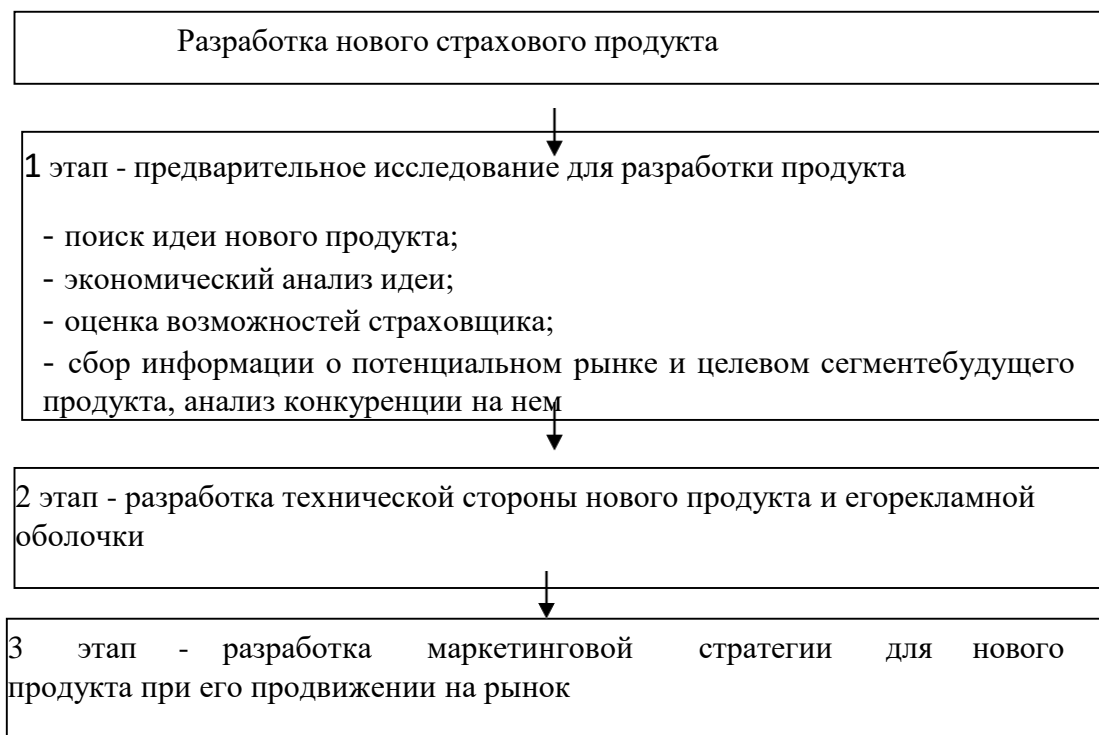 Разработка нового страхового продукта
1 этап - предварительное исследование для разработки продукта
- поиск идеи нового продукта;
- экономический анализ идеи;
- оценка возможностей страховщика;
- сбор информации о потенциальном рынке и целевом сегментебудущего
продукта, анализ конкуренции на нем
2 этап - разработка технической стороны нового продукта и егорекламной
оболочки
3 этап - разработка маркетинговой стратегии для нового
продукта при его продвижении на рынок